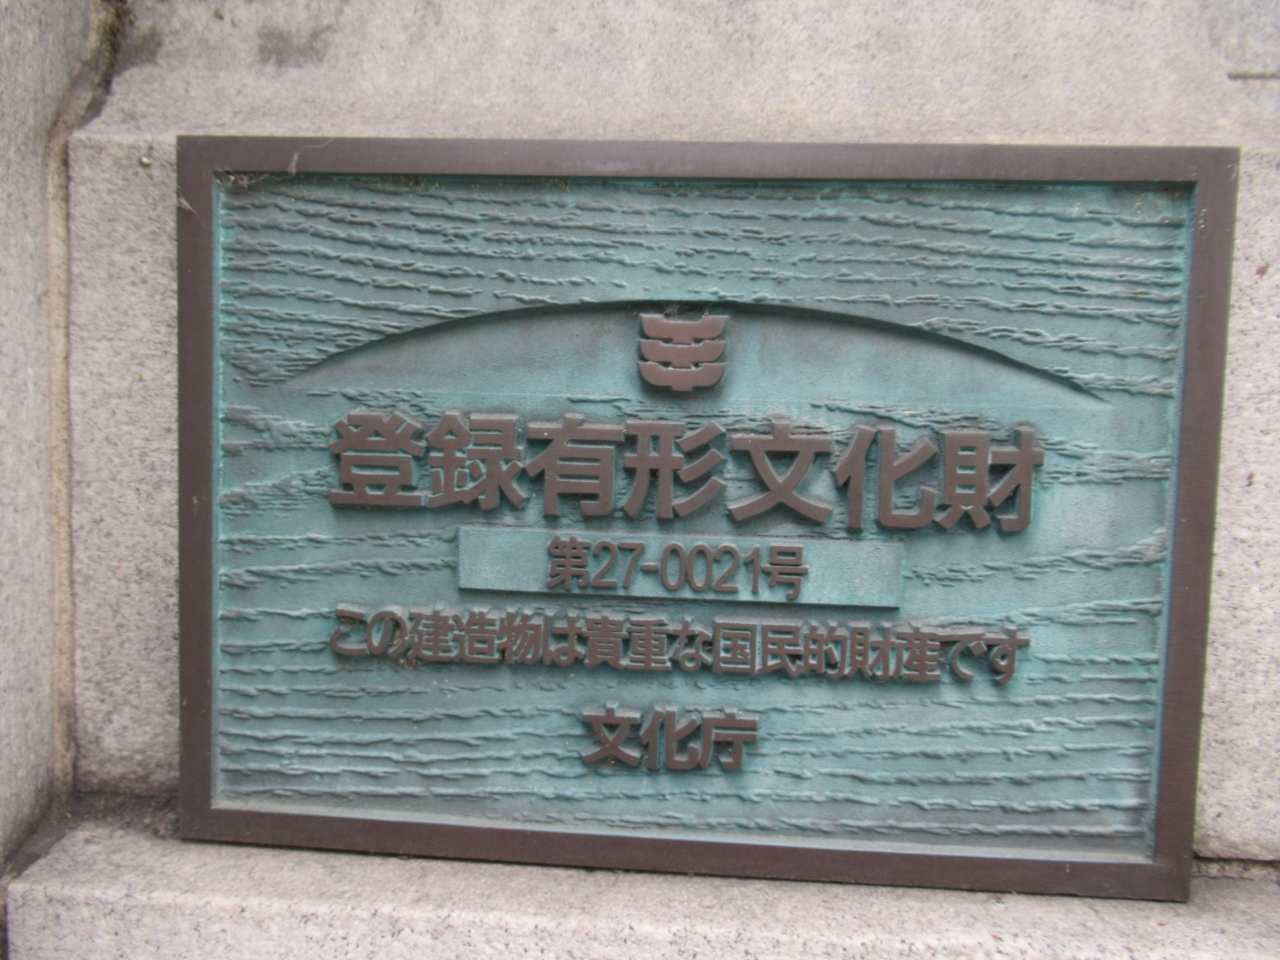 登録有形文化財
第27-0021号
この建造物は貴重な国民的財産です
文化庁